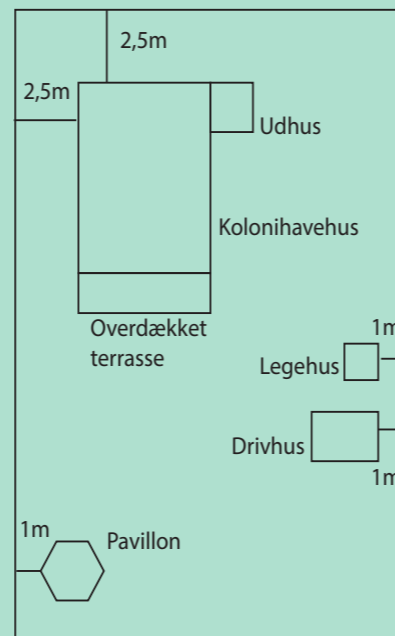 2,5m
2,5m
Udhus
Kolonihavehus
Overdækket
terrasse
1m
Legehus
Drivhus
1m
1m
Pavillon